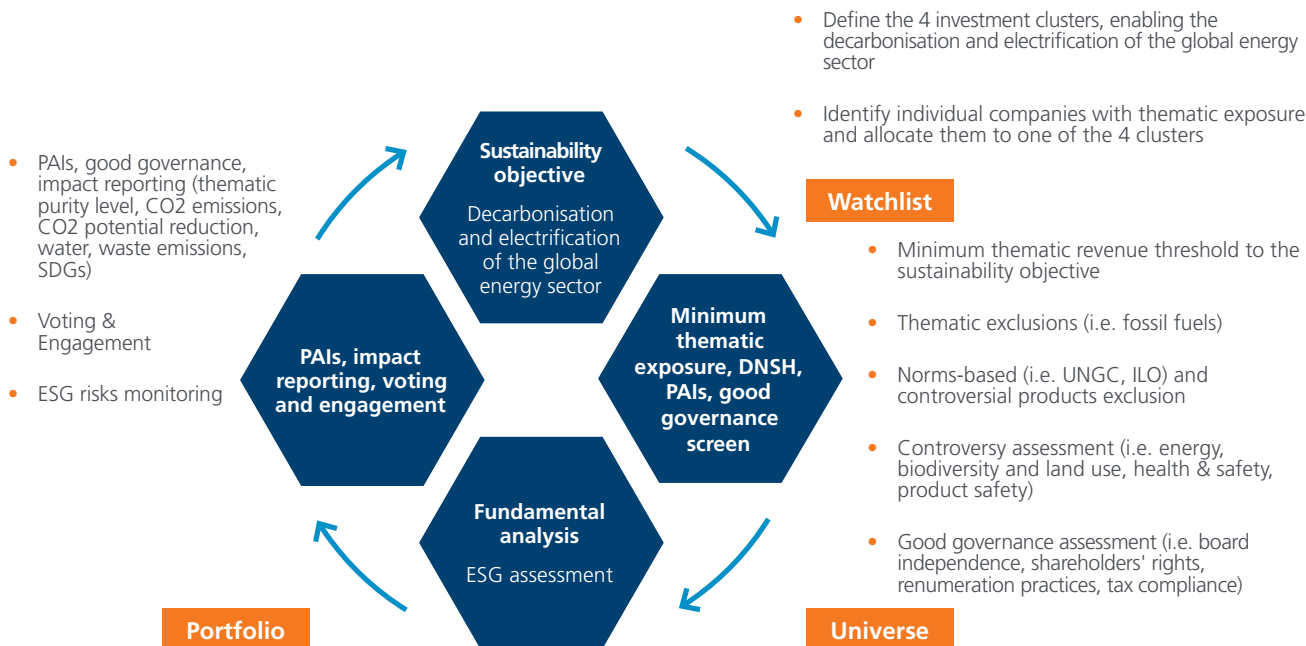 • Define the 4 investment clusters, enabling the
decarbonisation and electrification of the global energy
sector
• Identify individual companies with thematic exposure
and allocate them to one of the 4 clusters
Sustainability
objective
Decarbonisation
and electrification
of the global
energy sector
Watchlist
• Minimum thematic revenue threshold to the
sustainability objective
• Thematic exclusions (i.e. fossil fuels)
• Norms-based (i.e. UNGC, ILO) and
controversial products exclusion
• Controversy assessment (i.e. energy,
biodiversity and land use, health & safety,
product safety)
• Good governance assessment (i.e. board
independence, shareholders' rights,
renumeration practices, tax compliance)
Minimum
thematic
exposure, DNSH,
PAIs, good
governance
screen
Universe
Fundamental
analysis
ESG assessment
Portfolio
PAIs, impact
reporting, voting
and engagement
• PAIs, good governance,
impact reporting (thematic
purity level, CO2 emissions,
CO2 potential reduction,
water, waste emissions,
SDGs)
• Voting &
Engagement
• ESG risks monitoring